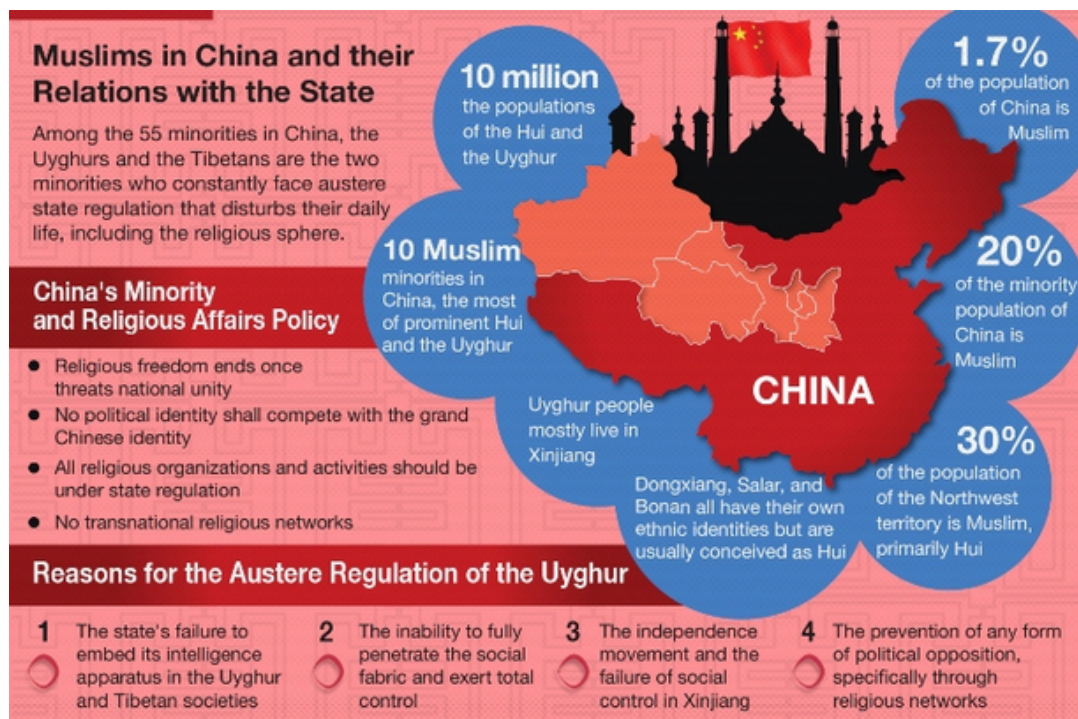 Muslims in China and their
Relations with the State
Among the 55 minorities in China, the
Uyghurs and the Tibetans are the two
minorities who constantly face austere
state regulation that disturbs their daily
life, including the religious sphere.
10 million
the populations
of the Hui and
the Uyghur
1.7%
of the population
of China is
Muslim
10 Muslim
minorities in
China, the most
of prominent Hui
and the Uyghur
20%
of the minority
population of
China is
Muslim
CHINA
Uyghur people
mostly live in
Xinjiang
30%
of the population
of the Northwest
territory is Muslim,
primarily Hui
Dongxiang, Salar, and
Bonan all have their own
ethnic identities but are
usually conceived as Hui
China's Minority
and Religious Affairs Policy
● Religious freedom ends once
threats national unity
● No political identity shall compete with the grand
Chinese identity
● All religious organizations and activities should be
under state regulation
● No transnational religious networks
Reasons for the Austere Regulation of the Uyghur
1 The state's failure to
embed its intelligence
apparatus in the Uyghur
and Tibetan societies
2 The inability to fully
penetrate the social
fabric and exert total
control
3 The independence
movement and the
failure of social
control in Xinjiang
4 The prevention of any form
of political opposition,
specifically through
religious networks